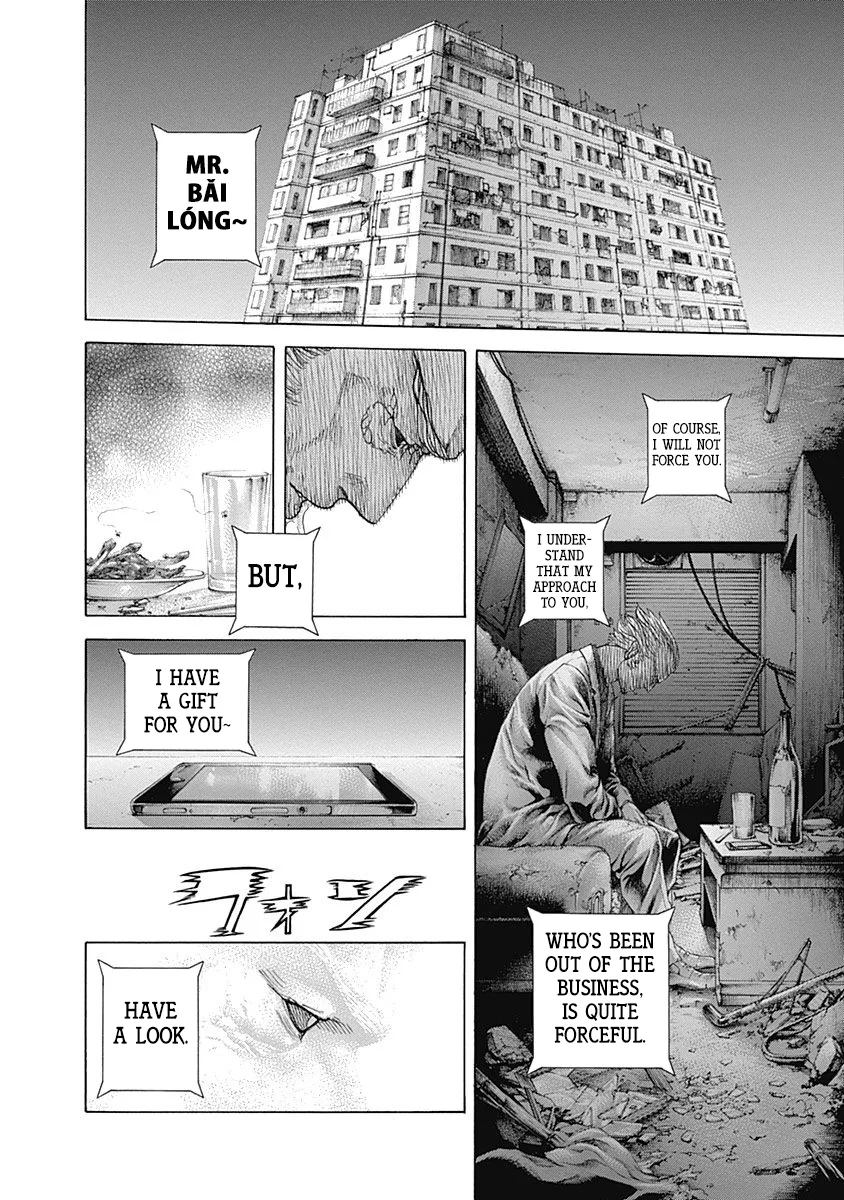 MR.
BĂI
LÓNG~
OF COURSE,
I WILL NOT
FORCE YOU.
I UNDER-
STAND
THAT MY
APPROACH
TO YOU,
WHO'S BEEN
OUT OF THE
BUSINESS,
IS QUITE
FORCEFUL.
BUT,
I HAVE
A GIFT
FOR YOU~
クォン
HAVE
A LOOK.